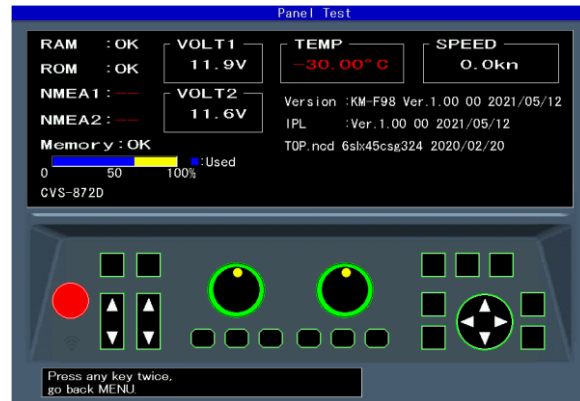 Panel Test
RAM :OK
ROM :OK
NMEA1:--
NMEA2:--
Memory:OK
:Used
0 50 100%
CVS-872D
VOLT1
11.9V
VOLT2
11.6V
TEMP
-30.00°C
SPEED
0.0kn
Version :KM-F98 Ver.1.00 00 2021/05/12
IPL :Ver.1.00 00 2021/05/12
TOP.ncd 6slx45csg324 2020/02/20
Press any key twice,
go back MENU.